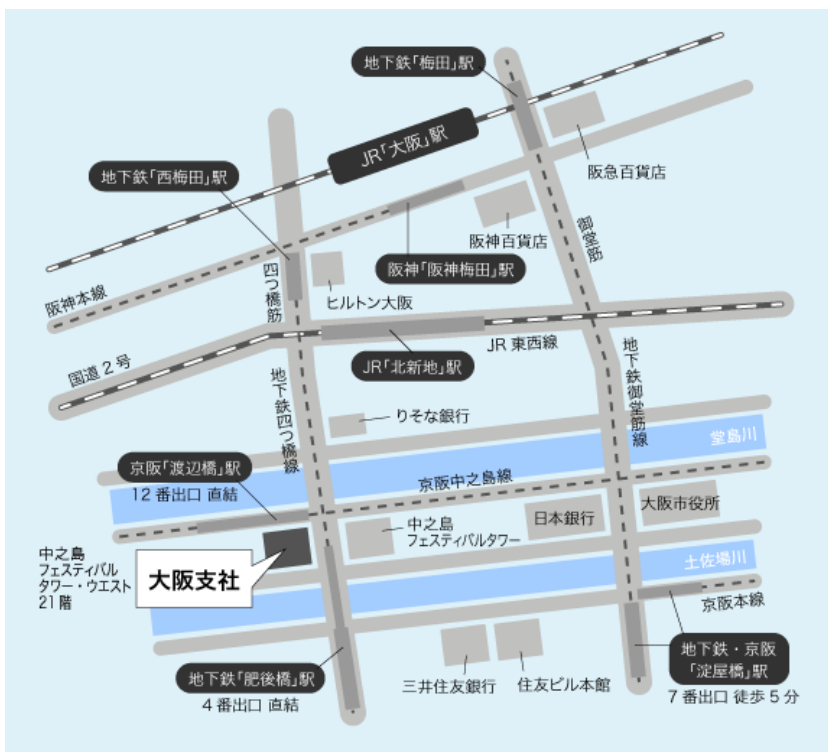 地下鉄「梅田」駅
JR「大阪」駅
地下鉄「西梅田」駅
阪急百貨店
阪神百貨店
御堂筋
阪神「阪神梅田」駅
阪神本線
四つ橋筋
ヒルトン大阪
JR東西線
JR「北新地」駅
国道2号
地下鉄四つ橋線
地下鉄御堂筋線
りそな銀行
堂島川
京阪「渡辺橋」駅
12番出口 直結
京阪中之島線
大阪市役所
日本銀行
中之島
フェスティバルタワー
中之島
フェスティバル
タワー・ウエスト
21階
大阪支社
土佐場川
京阪本線
地下鉄「肥後橋」駅
4番出口 直結
三井住友銀行
住友ビル本館
地下鉄・京阪
「淀屋橋」駅
7番出口 徒歩5分